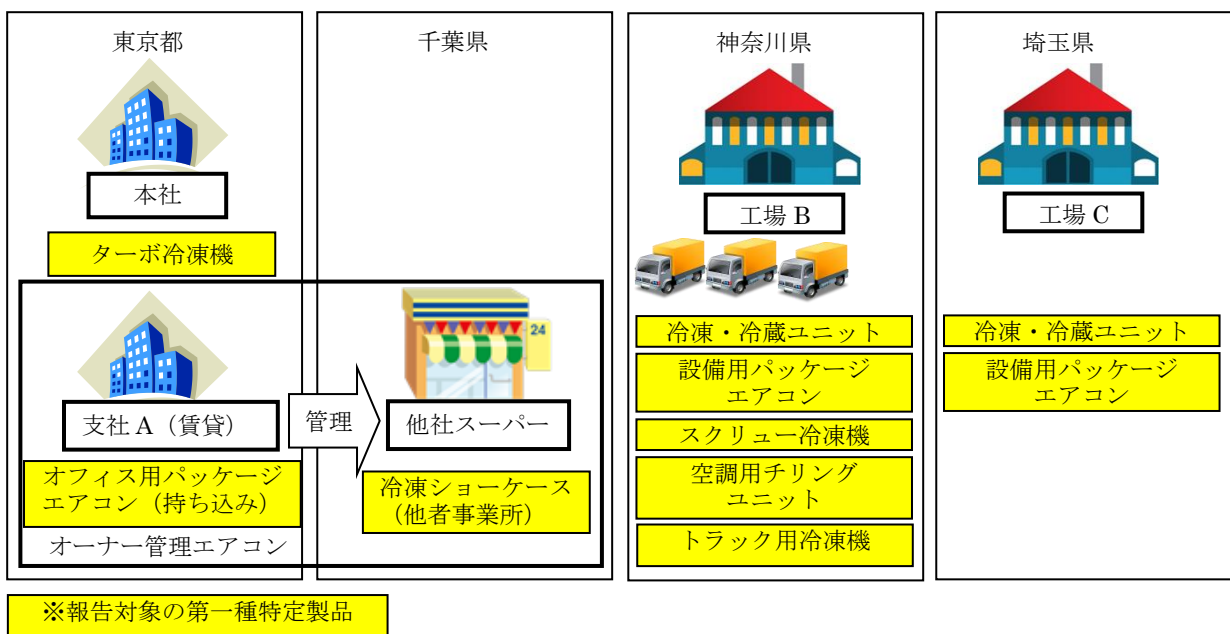 東京都
本社
ターボ冷凍機
支社 A（賃貸）
オフィス用パッケージ
エアコン（持ち込み）
オーナー管理エアコン
管理
千葉県
24
他社スーパー
冷凍ショーケース
（他者事業所）
神奈川県
工場 B
冷凍・冷蔵ユニット
設備用パッケージ
エアコン
スクリュー冷凍機
空調用チリング
ユニット
トラック用冷凍機
埼玉県
工場 C
冷凍・冷蔵ユニット
設備用パッケージ
エアコン
※報告対象の第一種特定製品